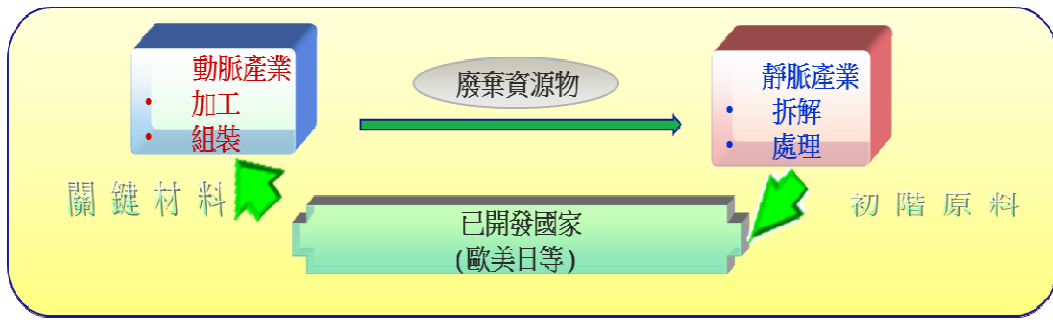 動脈產業
• 加工
• 組裝
廢棄資源物
靜脈產業
• 拆解
• 處理
關鍵材料
初階原料
已開發國家
(歐美日等)